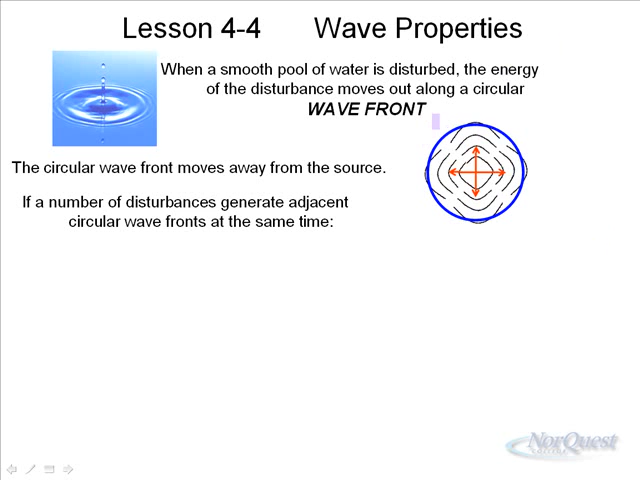 Lesson 4-4 Wave Properties
When a smooth pool of water is disturbed, the energy
of the disturbance moves out along a circular
WAVE FRONT
The circular wave front moves away from the source.
If a number of disturbances generate adjacent
circular wave fronts at the same time:
NorQuest
COLLEGE